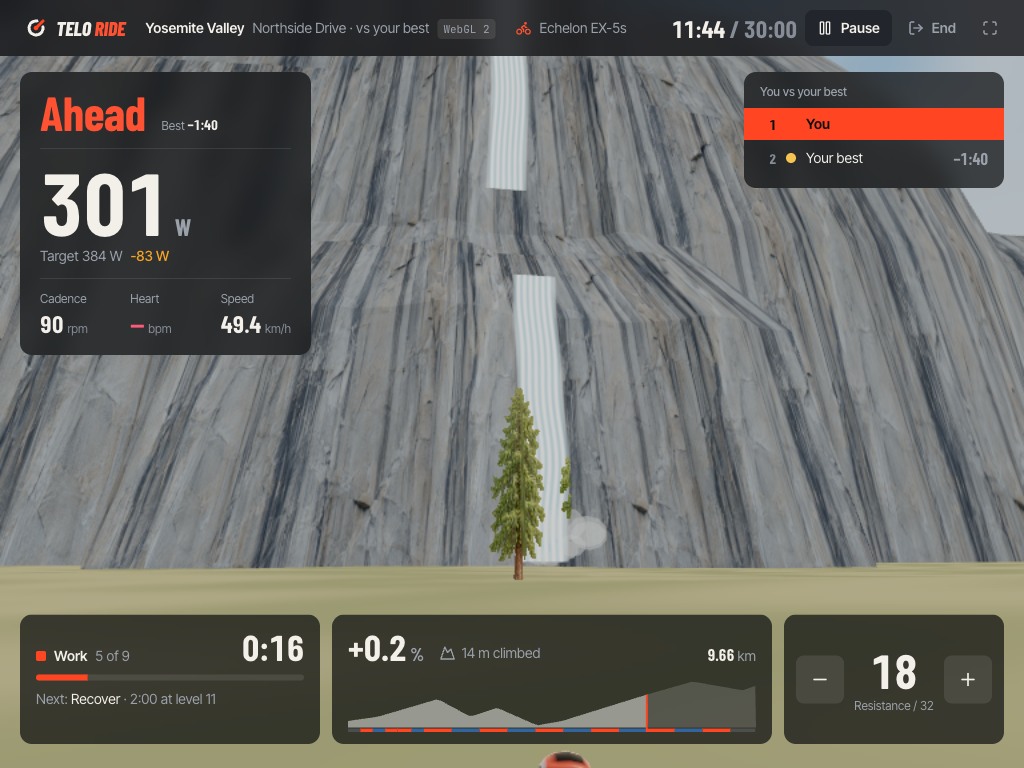 TELO RIDE Yosemite Valley Northside Drive · vs your best WebGL 2 Echelon EX-5s 11:44 / 30:00 Pause End
Ahead Best −1:40
301 W
Target 384 W -83 W
Cadence Heart Speed
90 rpm — bpm 49.4 km/h
You vs your best
1 You
2 Your best −1:40
Work 5 of 9 0:16
Next: Recover · 2:00 at level 11
+0.2 % 14 m climbed 9.66 km
− 18 +
Resistance / 32